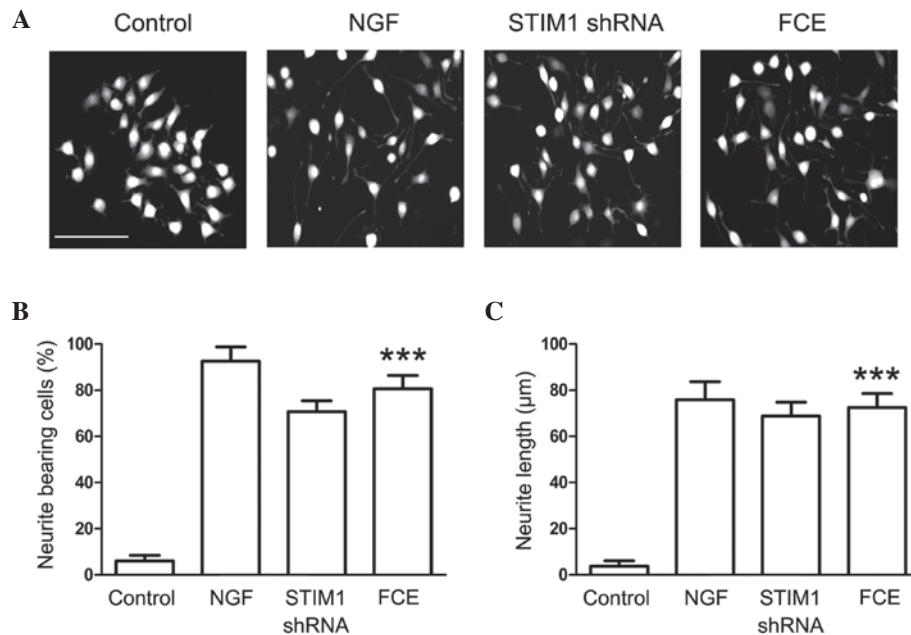 A
Control
NGF
STIM1 shRNA
FCE
B
Neurite bearing cells (%)
100
80
60
40
20
0
***
Control
NGF
STIM1
shRNA
FCE
C
Neurite length (μm)
100
80
60
40
20
0
***
Control
NGF
STIM1
shRNA
FCE